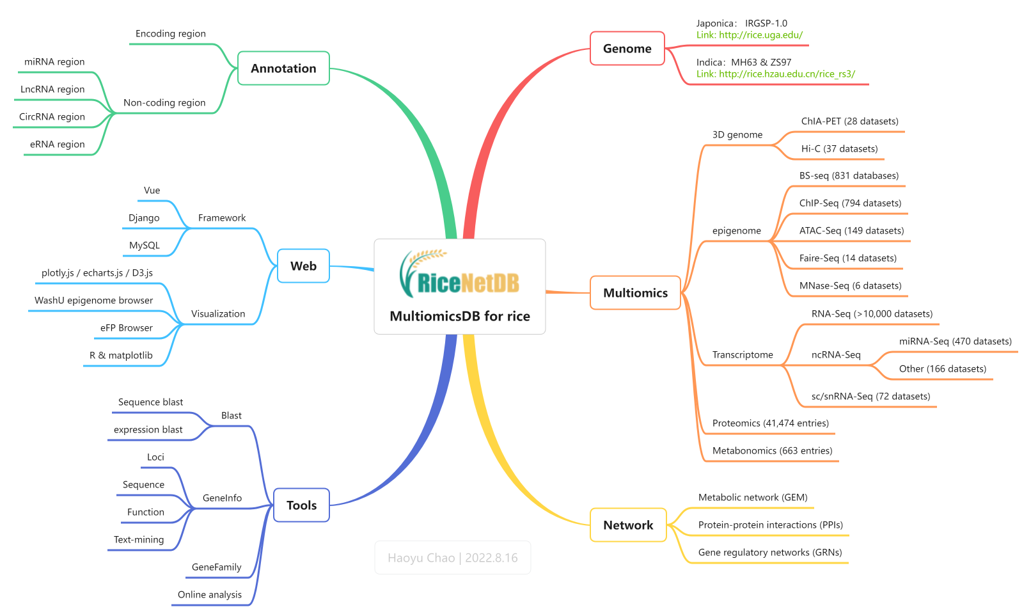 RiceNetDB
MultiomicsDB for rice
Annotation
Encoding region
Non-coding region
miRNA region
LncRNA region
CircRNA region
eRNA region
Web
Framework
Vue
Django
MySQL
Visualization
plotly.js / echarts.js / D3.js
WashU epigenome browser
eFP Browser
R & matplotlib
Tools
Blast
Sequence blast
expression blast
GeneInfo
Loci
Sequence
Function
Text-mining
GeneFamily
Online analysis
Genome
Japonica： IRGSP-1.0
Link: http://rice.uga.edu/
Indica： MH63 & ZS97
Link: http://rice.hzau.edu.cn/rice_rs3/
Multiomics
3D genome
ChIA-PET (28 datasets)
Hi-C (37 datasets)
epigenome
BS-seq (831 databases)
ChIP-Seq (794 datasets)
ATAC-Seq (149 datasets)
Faire-Seq (14 datasets)
MNase-Seq (6 datasets)
Transcriptome
RNA-Seq (>10,000 datasets)
ncRNA-Seq
miRNA-Seq (470 datasets)
Other (166 datasets)
sc/snRNA-Seq (72 datasets)
Proteomics (41,474 entries)
Metabonomics (663 entries)
Network
Metabolic network (GEM)
Protein-protein interactions (PPIs)
Gene regulatory networks (GRNs)
Haoyu Chao | 2022.8.16